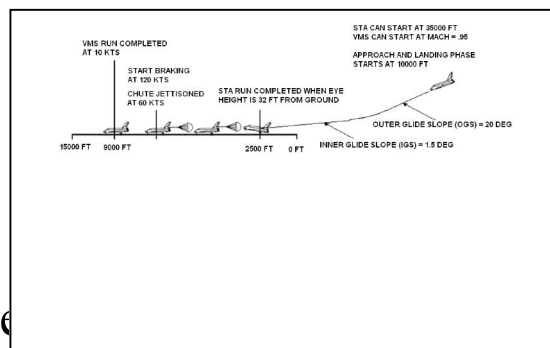 STA CAN START AT 35000 FT
VMS CAN START AT MACH = .95
VMS RUN COMPLETED
AT 10 KTS
APPROACH AND LANDING PHASE
STARTS AT 10000 FT
START BRAKING
AT 120 KTS
CHUTE JETTISONED
AT 60 KTS
STA RUN COMPLETED WHEN EYE
HEIGHT IS 32 FT FROM GROUND
OUTER GLIDE SLOPE (OGS) = 20 DEG
INNER GLIDE SLOPE (IGS) = 1.5 DEG
15000 FT
9000 FT
2500 FT
0 FT